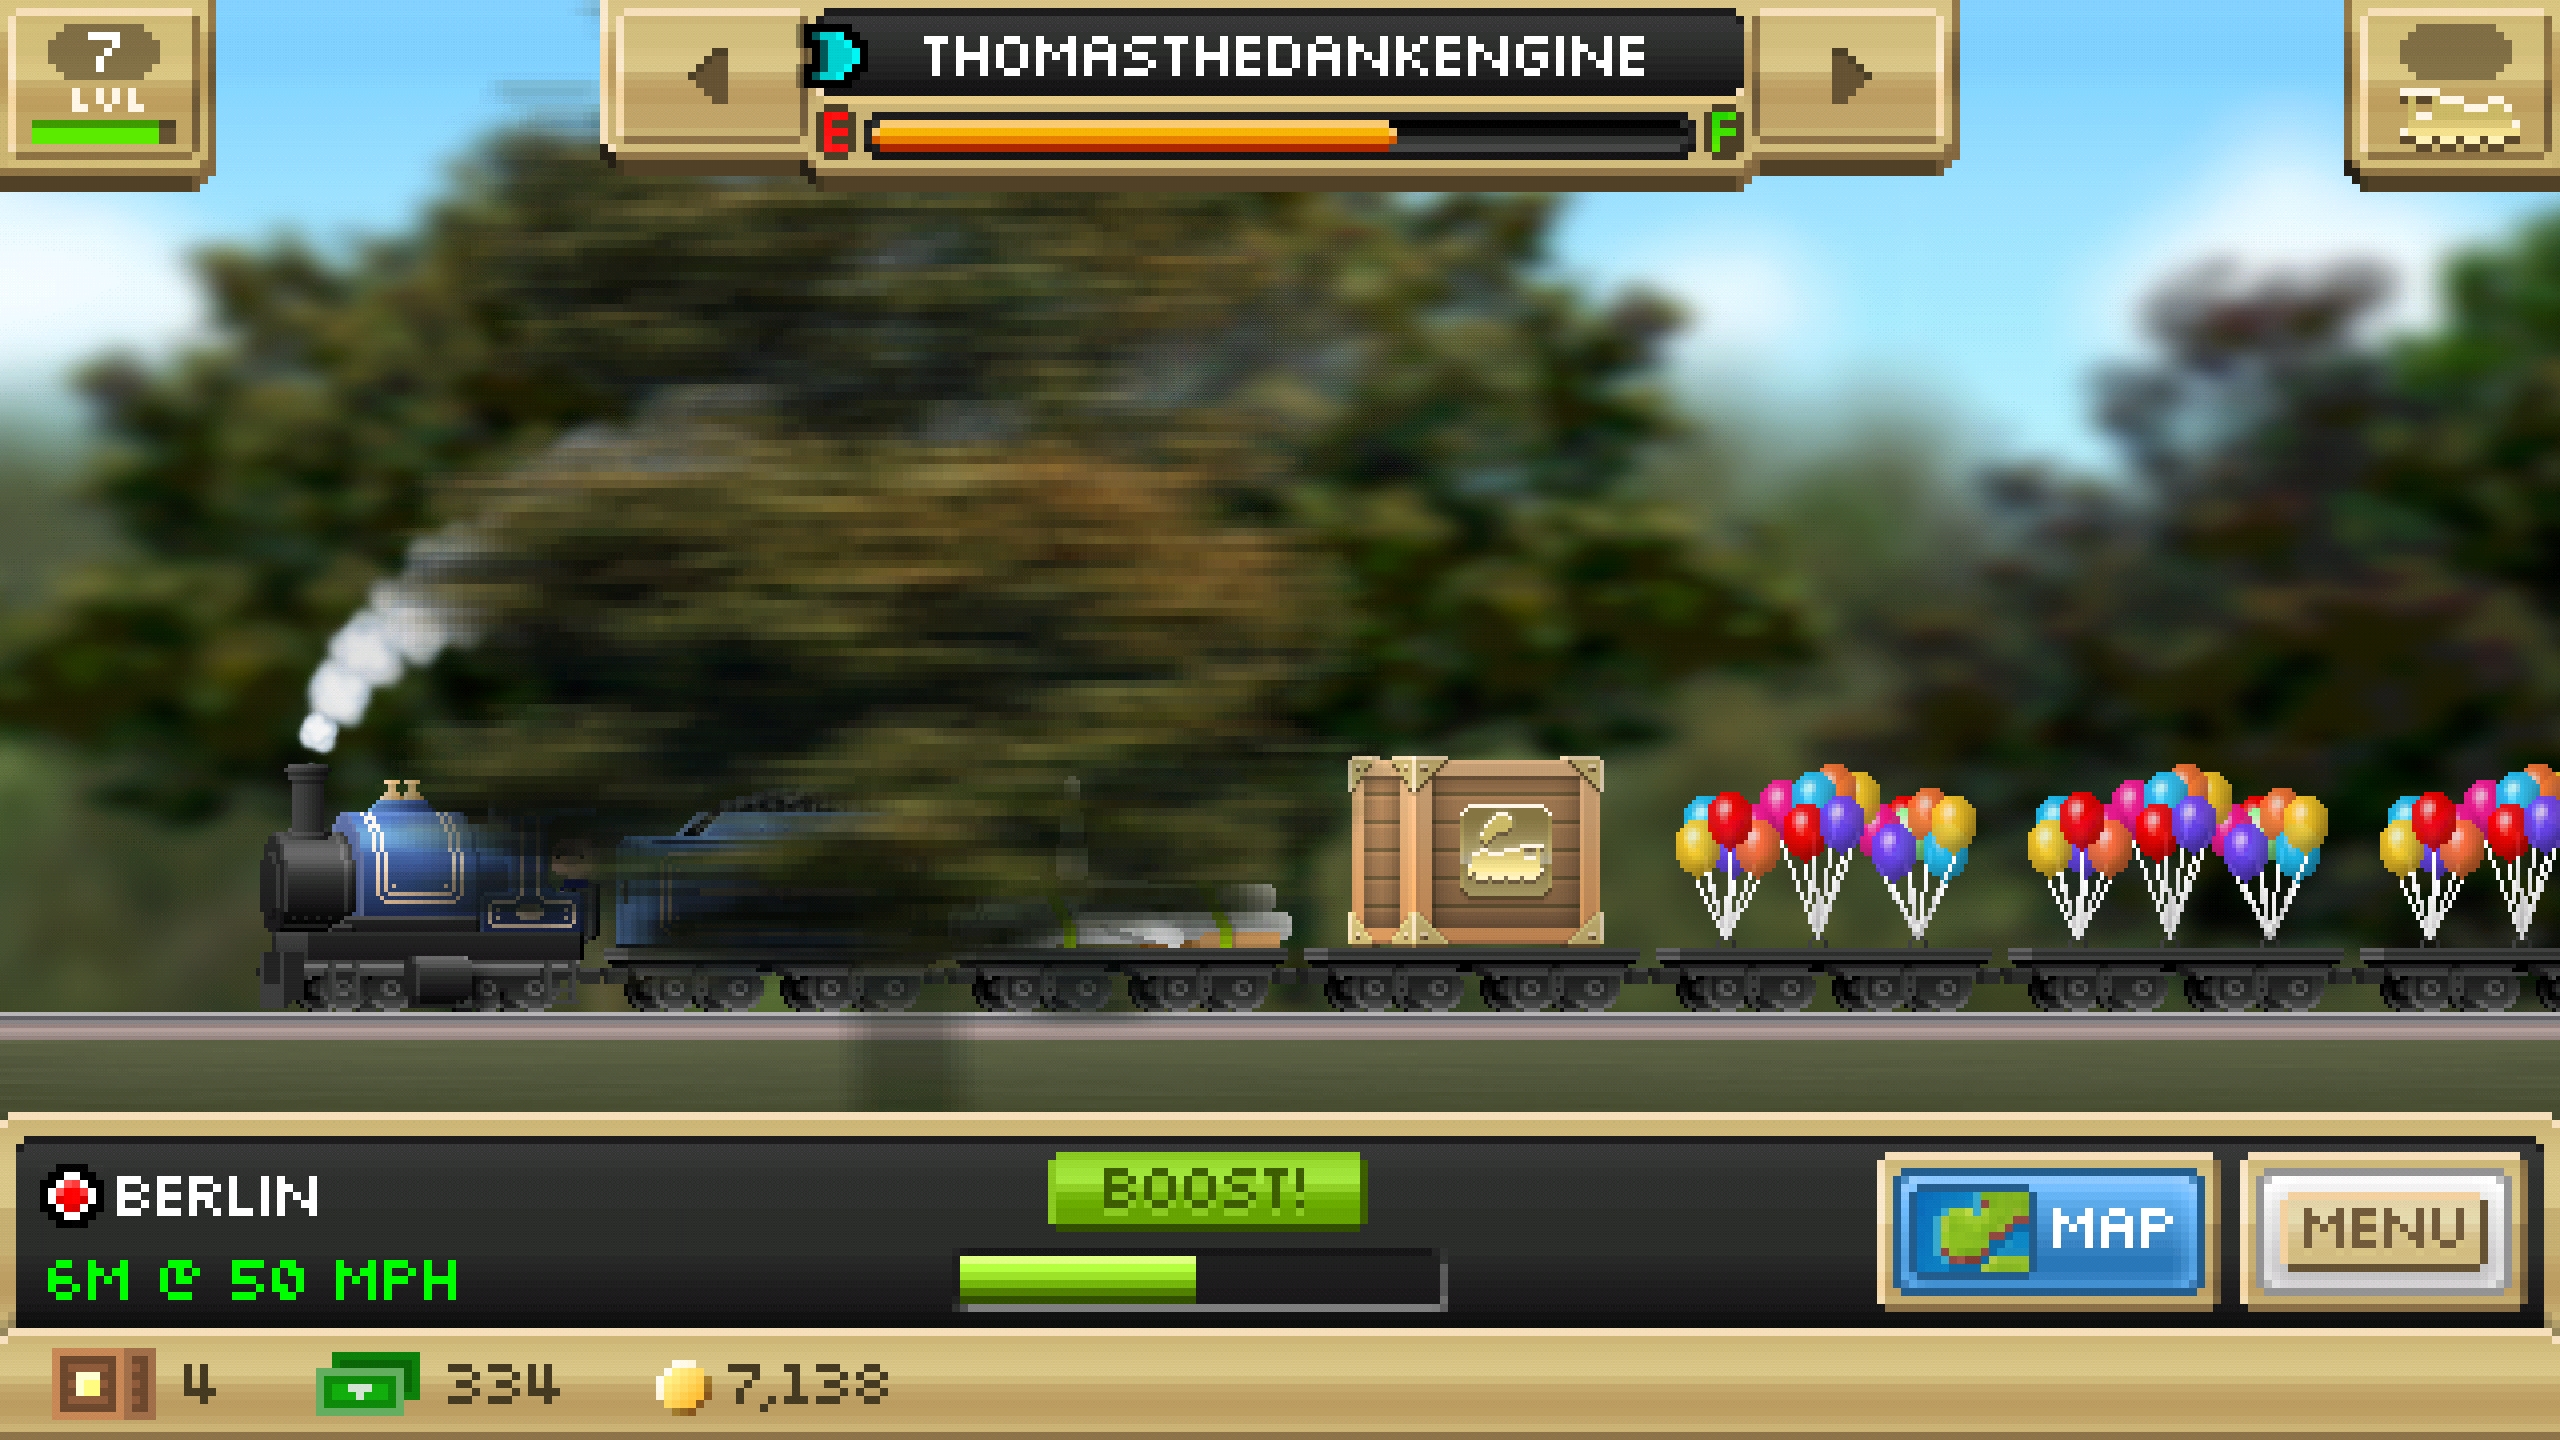 7
LVL
THOMASTHEDANKENGINE
E
F
BERLIN
BOOST!
6M @ 50 MPH
MAP
MENU
4
334
7,138